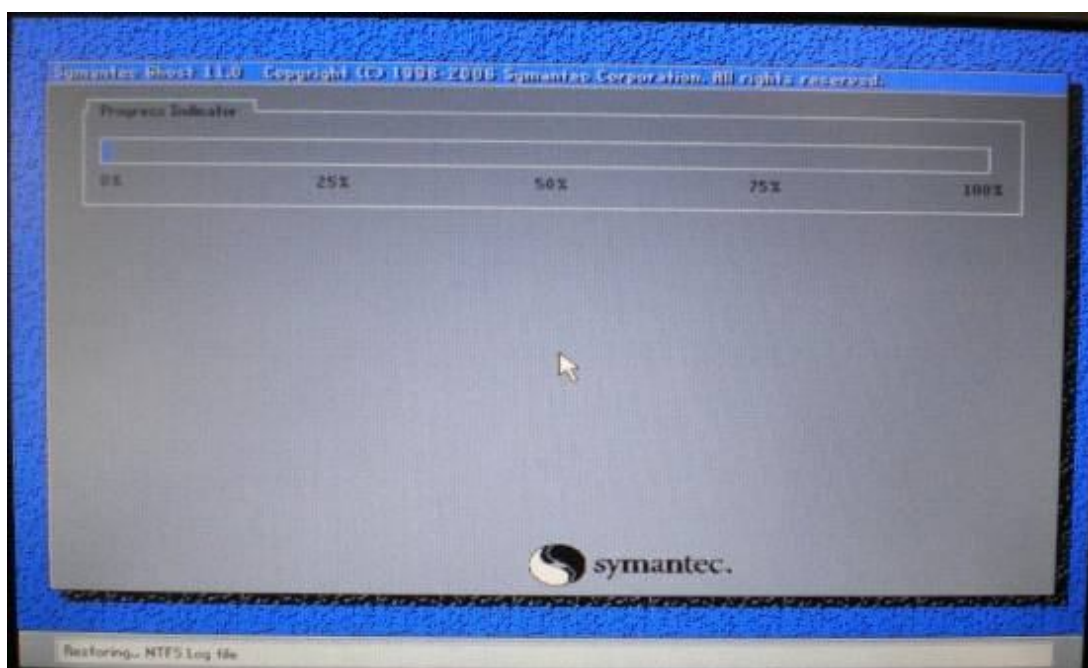 Symantec Ghost 11.0 Copyright (C) 1998-2006 Symantec Corporation. All rights reserved.
Progress Indicator
0% 25% 50% 75% 100%
symantec.
Restoring... NTFS Log file